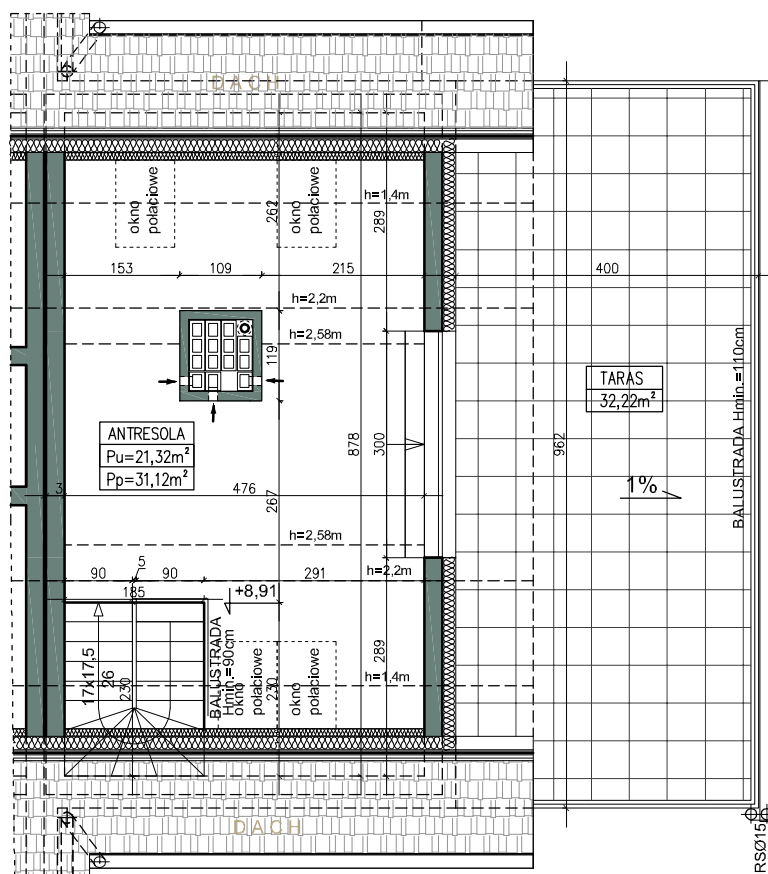 DACH
okno
połaciowe
okno
połaciowe
h=1,4m
262
289
153
109
215
400
h=2,2m
h=2,58m
119
TARAS
32,22m²
BALUSTRADA Hmin.=110cm
ANTRESOLA
Pu=21,32m²
Pp=31,12m²
878
300
962
1%
3
476
267
h=2,58m
5
90
90
291
h=2,2m
185
+8,91
BALUSTRADA
Hmin.=90cm
17x17,5
26
230
okno
połaciowe
230
okno
połaciowe
289
h=1,4m
DACH
RSØ15